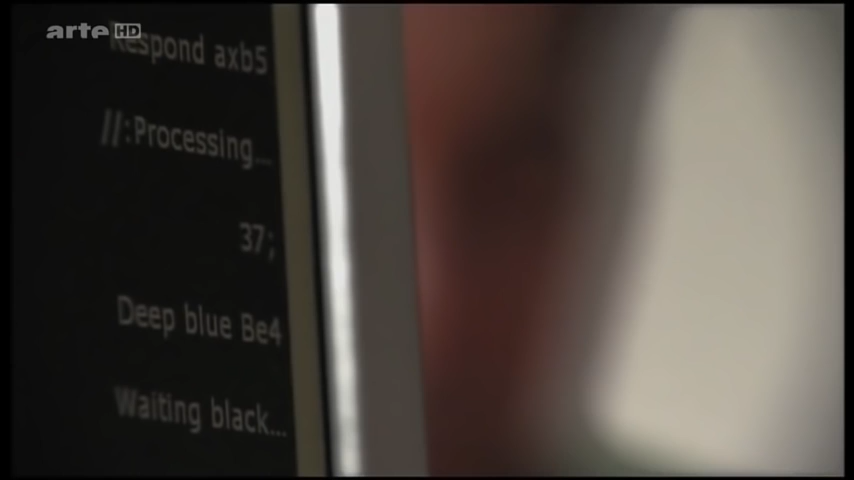 arte HD
Respond axb5
//:Processing...
37;
Deep blue Be4
Waiting black...